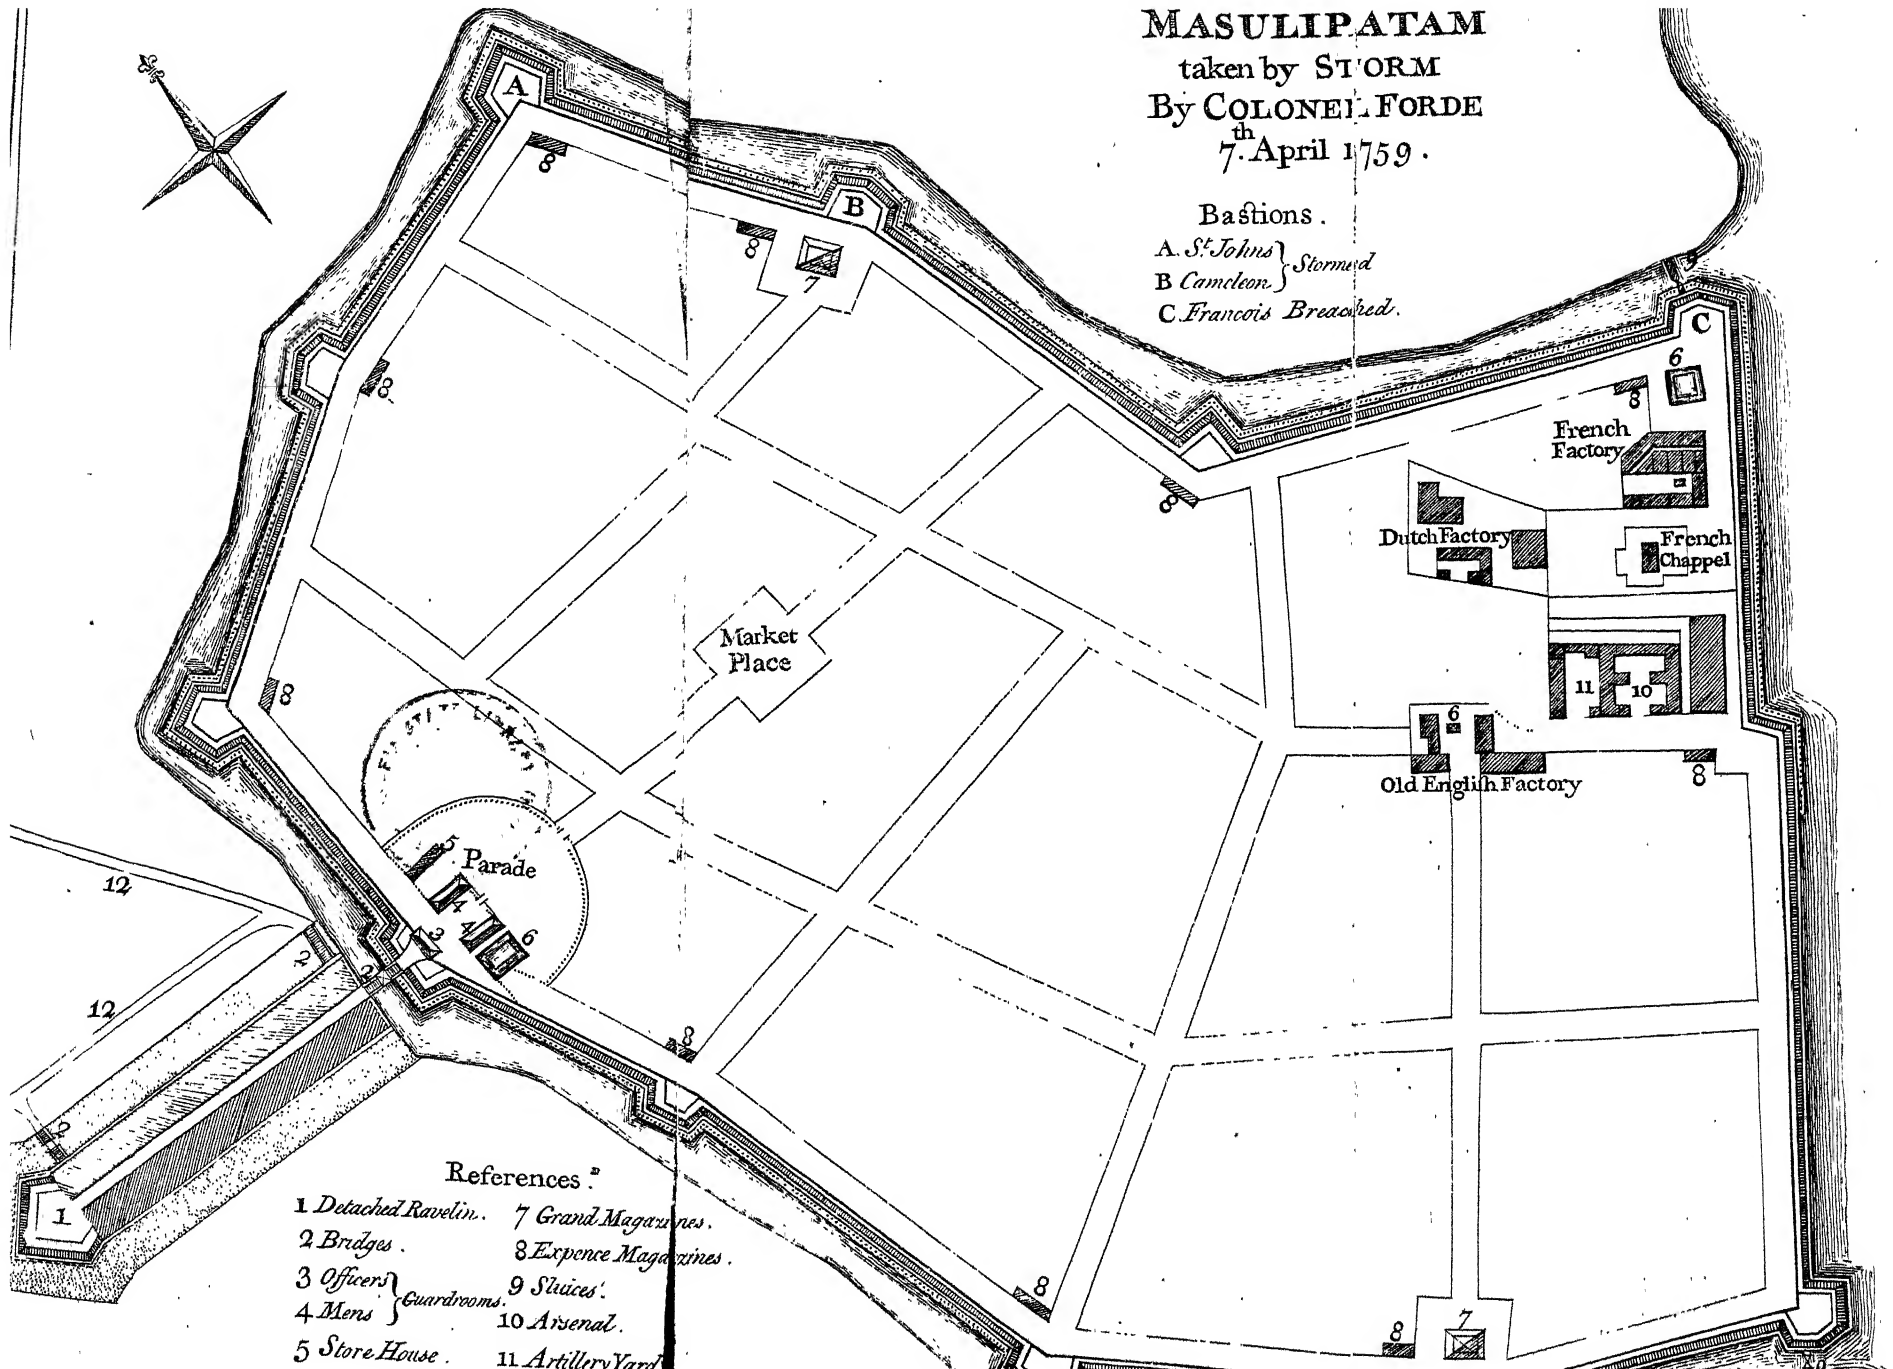 MASULIPATAM
taken by STORM
By COLONEL FORDE
7.th April 1759.
Bastions.
A. St. Johns } Stormed
B Camcleon }
C. Francois Breached.
A
B
C
8
8
7
6
8
French
Factory
8
8
Dutch Factory
French
Chappel
Market
Place
8
11
10
6
8
Old English Factory
5
Parade
4
4
3
6
12
2
2
12
8
2
1
References:
1 Detached Ravelin.
2 Bridges.
3 Officers } Guardrooms.
4 Mens }
5 Store House.
7 Grand Magazines.
8 Expence Magazines.
9 Sluices.
10 Arsenal.
11 Artillery Yard
8
8
7